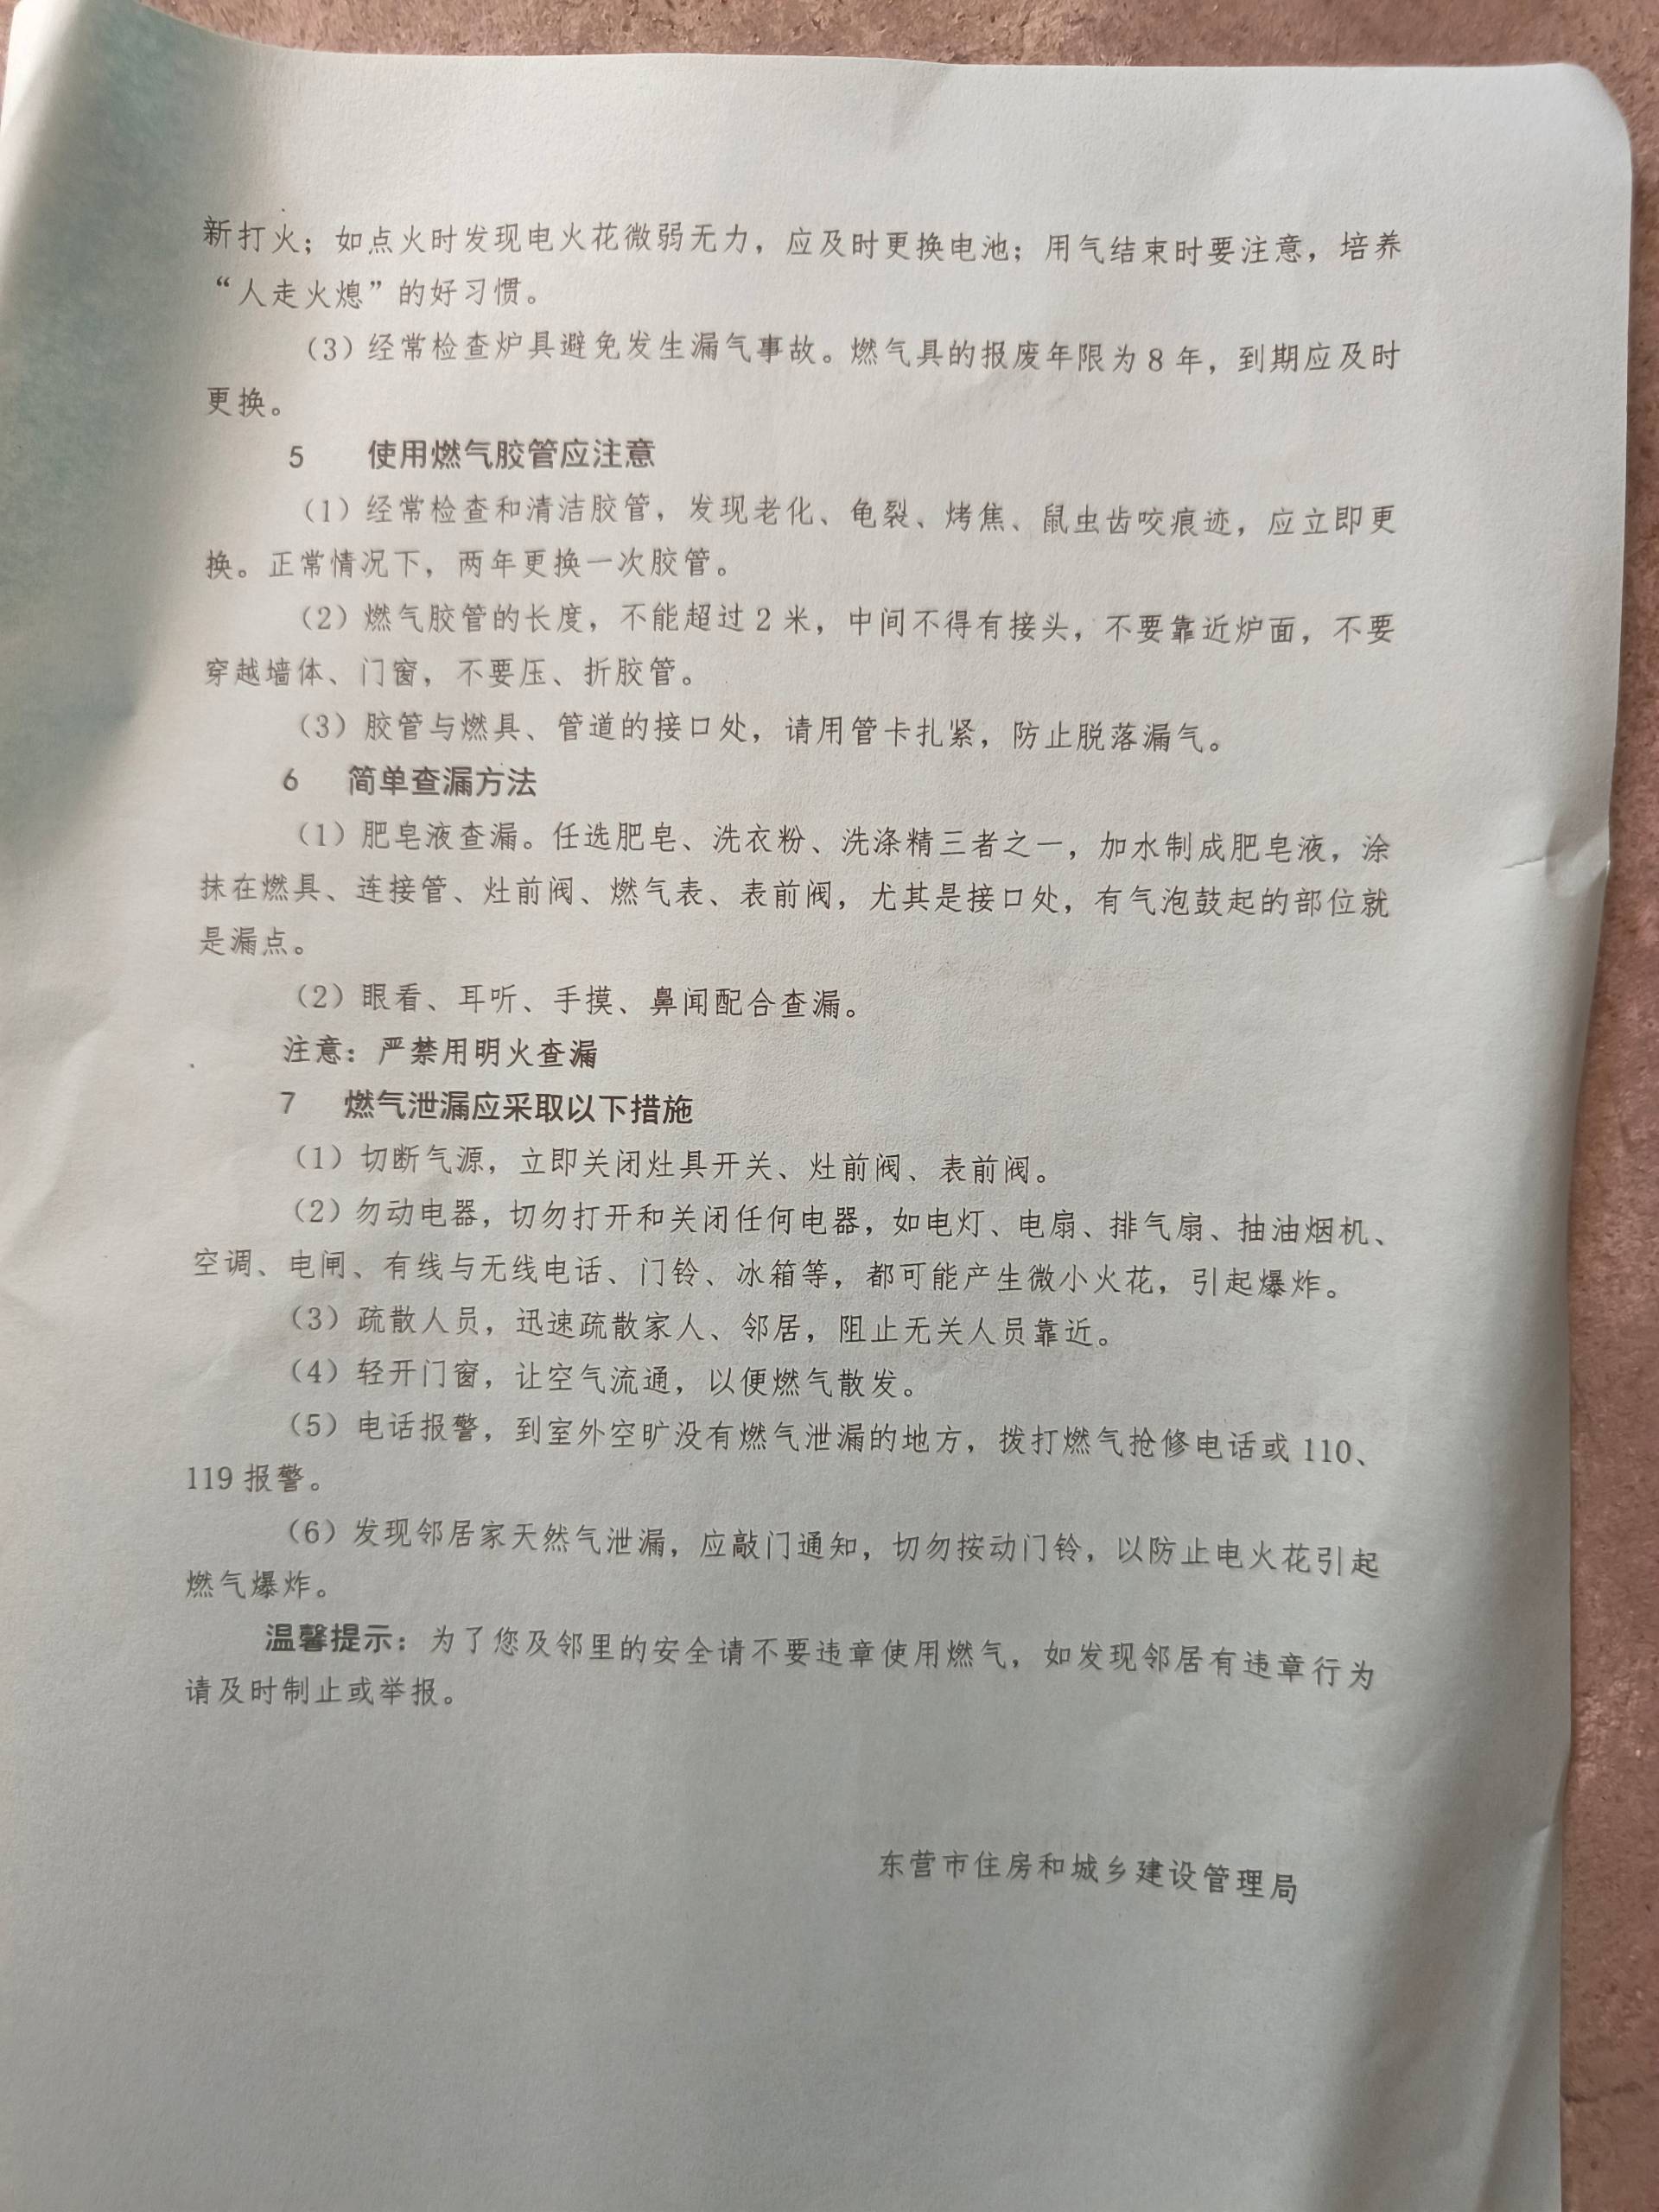 新打火；如点火时发现电火花微弱无力，应及时更换电池；用气结束时要注意，培养
“人走火熄”的好习惯。
（3）经常检查炉具避免发生漏气事故。燃气具的报废年限为 8 年，到期应及时
更换。
5 使用燃气胶管应注意
（1）经常检查和清洁胶管，发现老化、龟裂、烤焦、鼠虫齿咬痕迹，应立即更
换。正常情况下，两年更换一次胶管。
（2）燃气胶管的长度，不能超过 2 米，中间不得有接头，不要靠近炉面，不要
穿越墙体、门窗，不要压、折胶管。
（3）胶管与燃具、管道的接口处，请用管卡扎紧，防止脱落漏气。
6 简单查漏方法
（1）肥皂液查漏。任选肥皂、洗衣粉、洗涤精三者之一，加水制成肥皂液，涂
抹在燃具、连接管、灶前阀、燃气表、表前阀，尤其是接口处，有气泡鼓起的部位就
是漏点。
（2）眼看、耳听、手摸、鼻闻配合查漏。
注意：严禁用明火查漏
7 燃气泄漏应采取以下措施
（1）切断气源，立即关闭灶具开关、灶前阀、表前阀。
（2）勿动电器，切勿打开和关闭任何电器，如电灯、电扇、排气扇、抽油烟机、
空调、电闸、有线与无线电话、门铃、冰箱等，都可能产生微小火花，引起爆炸。
（3）疏散人员，迅速疏散家人、邻居，阻止无关人员靠近。
（4）轻开门窗，让空气流通，以便燃气散发。
（5）电话报警，到室外空旷没有燃气泄漏的地方，拨打燃气抢修电话或 110、
119 报警。
（6）发现邻居家天然气泄漏，应敲门通知，切勿按动门铃，以防止电火花引起
燃气爆炸。
温馨提示：为了您及邻里的安全请不要违章使用燃气，如发现邻居有违章行为
请及时制止或举报。
东营市住房和城乡建设管理局